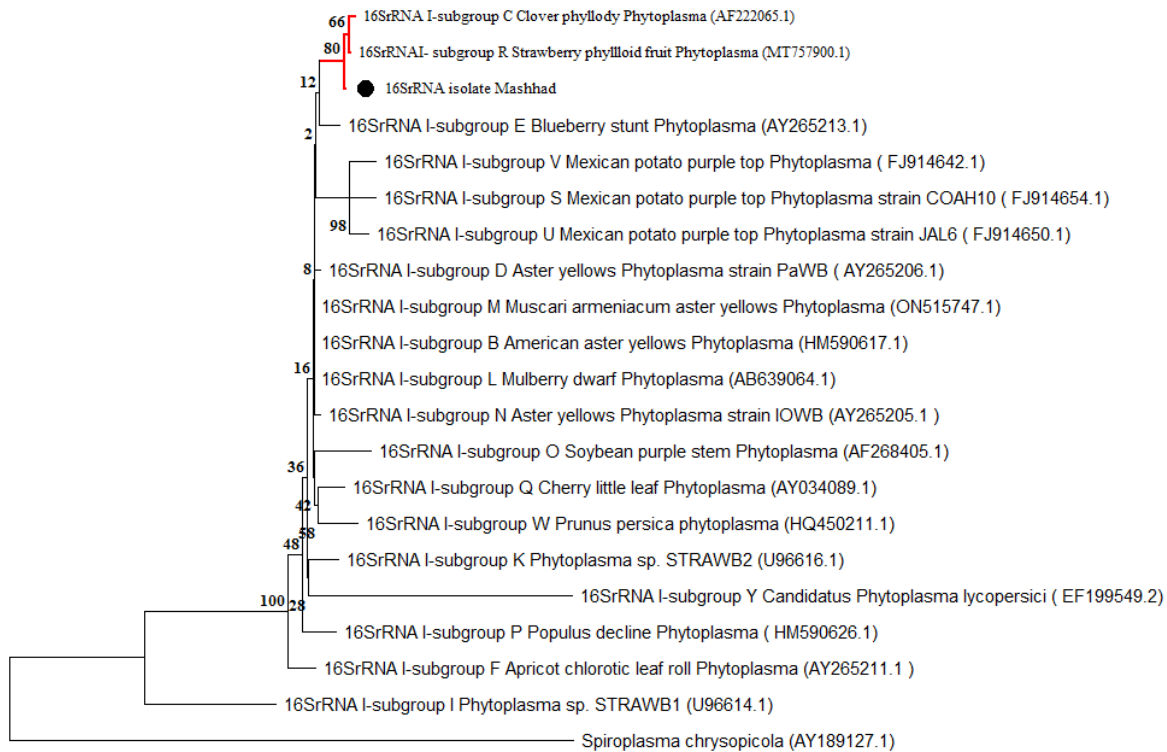 66
16SrRNA I-subgroup C Clover phyllody Phytoplasma (AF222065.1)
80
16SrRNAI- subgroup R Strawberry phyllloid fruit Phytoplasma (MT757900.1)
12
16SrRNA isolate Mashhad
16SrRNA I-subgroup E Blueberry stunt Phytoplasma (AY265213.1)
2
16SrRNA I-subgroup V Mexican potato purple top Phytoplasma ( FJ914642.1)
16SrRNA I-subgroup S Mexican potato purple top Phytoplasma strain COAH10 ( FJ914654.1)
98
16SrRNA I-subgroup U Mexican potato purple top Phytoplasma strain JAL6 ( FJ914650.1)
8
16SrRNA I-subgroup D Aster yellows Phytoplasma strain PaWB ( AY265206.1)
16SrRNA I-subgroup M Muscari armeniacum aster yellows Phytoplasma (ON515747.1)
16SrRNA I-subgroup B American aster yellows Phytoplasma (HM590617.1)
16
16SrRNA I-subgroup L Mulberry dwarf Phytoplasma (AB639064.1)
16SrRNA I-subgroup N Aster yellows Phytoplasma strain IOWB (AY265205.1 )
16SrRNA I-subgroup O Soybean purple stem Phytoplasma (AF268405.1)
36
16SrRNA I-subgroup Q Cherry little leaf Phytoplasma (AY034089.1)
42
16SrRNA I-subgroup W Prunus persica phytoplasma (HQ450211.1)
58
48
16SrRNA I-subgroup K Phytoplasma sp. STRAWB2 (U96616.1)
16SrRNA I-subgroup Y Candidatus Phytoplasma lycopersici ( EF199549.2)
100
28
16SrRNA I-subgroup P Populus decline Phytoplasma ( HM590626.1)
16SrRNA I-subgroup F Apricot chlorotic leaf roll Phytoplasma (AY265211.1 )
16SrRNA I-subgroup I Phytoplasma sp. STRAWB1 (U96614.1)
Spiroplasma chrysopicola (AY189127.1)